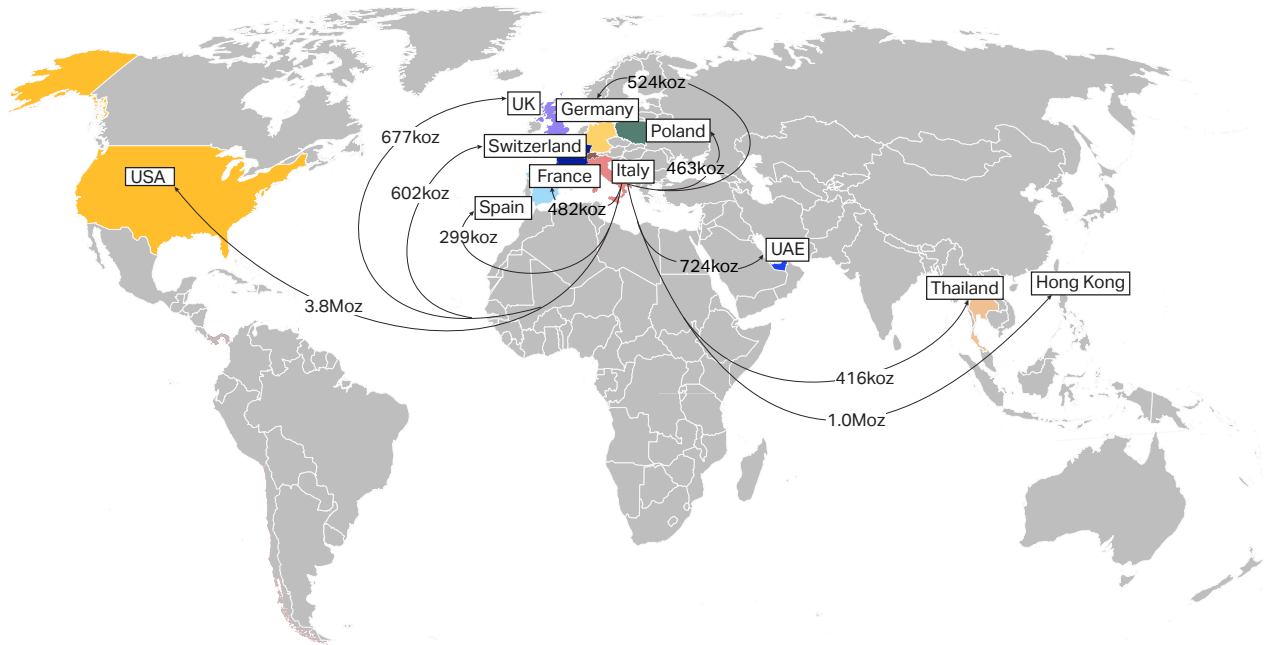 524koz
UK
Germany
677koz
Poland
Switzerland
463koz
Italy
France
USA
602koz
Spain
482koz
299koz
UAE
724koz
Hong Kong
Thailand
3.8Moz
416koz
1.0Moz